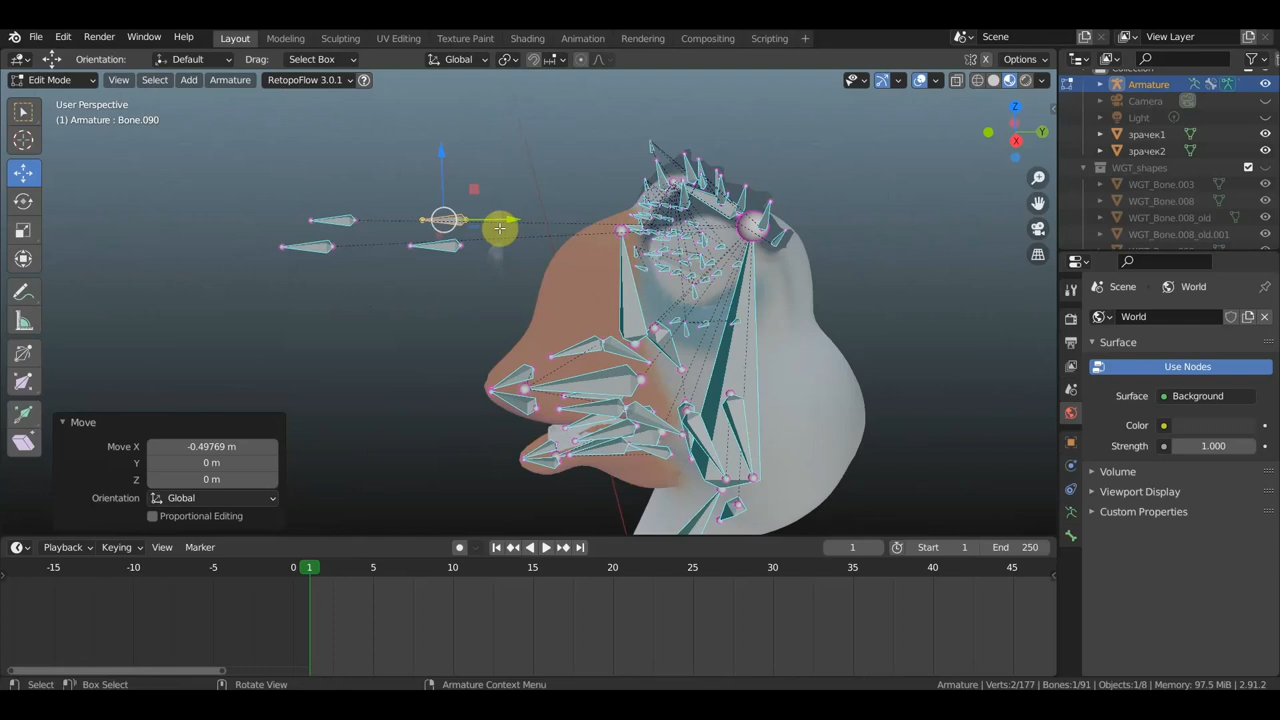 File Edit Render Window Help Layout Modeling Sculpting UV Editing Texture Paint Shading Animation Rendering Compositing Scripting + Scene View Layer
Orientation: Default Drag: Select Box Global X Options
Edit Mode View Select Add Armature RetopoFlow 3.0.1 ?
User Perspective
(1) Armature : Bone.090
Z
Y
X
Collection
Armature
Camera
Light
зрачек1
зрачек2
WGT_shapes
WGT_Bone.003
WGT_Bone.008
WGT_Bone.008_old
WGT_Bone.008_old.001
WGT_Bone.009
Scene > World
World
Surface
Use Nodes
Surface Background
Color
Strength 1.000
Volume
Viewport Display
Custom Properties
Move
Move X -0.49769 m
Y 0 m
Z 0 m
Orientation Global
Proportional Editing
Playback Keying View Marker 1 Start 1 End 250
-15 -10 -5 0 1 5 10 15 20 25 30 35 40 45
Select Box Select Rotate View Armature Context Menu Armature | Verts:2/177 | Bones:1/91 | Objects:1/8 | Memory: 97.5 MiB | 2.91.2